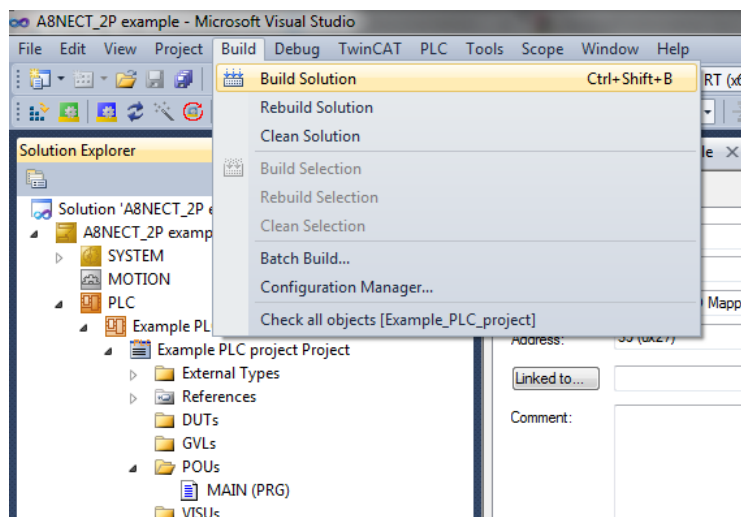 A8NECT_2P example - Microsoft Visual Studio
File Edit View Project Build Debug TwinCAT PLC Tools Scope Window Help
Build Solution Ctrl+Shift+B
RT (x6
Rebuild Solution
Clean Solution
Solution Explorer
le
Build Selection
Rebuild Selection
Solution 'A8NECT_2P e
Clean Selection
A8NECT_2P examp
SYSTEM
Batch Build...
MOTION
Configuration Manager...
PLC
O Mapp
Example PL
Check all objects [Example_PLC_project]
Address:
Example PLC project Project
External Types
Linked to...
References
DUTs
Comment:
GVLs
POUs
MAIN (PRG)
VISUs